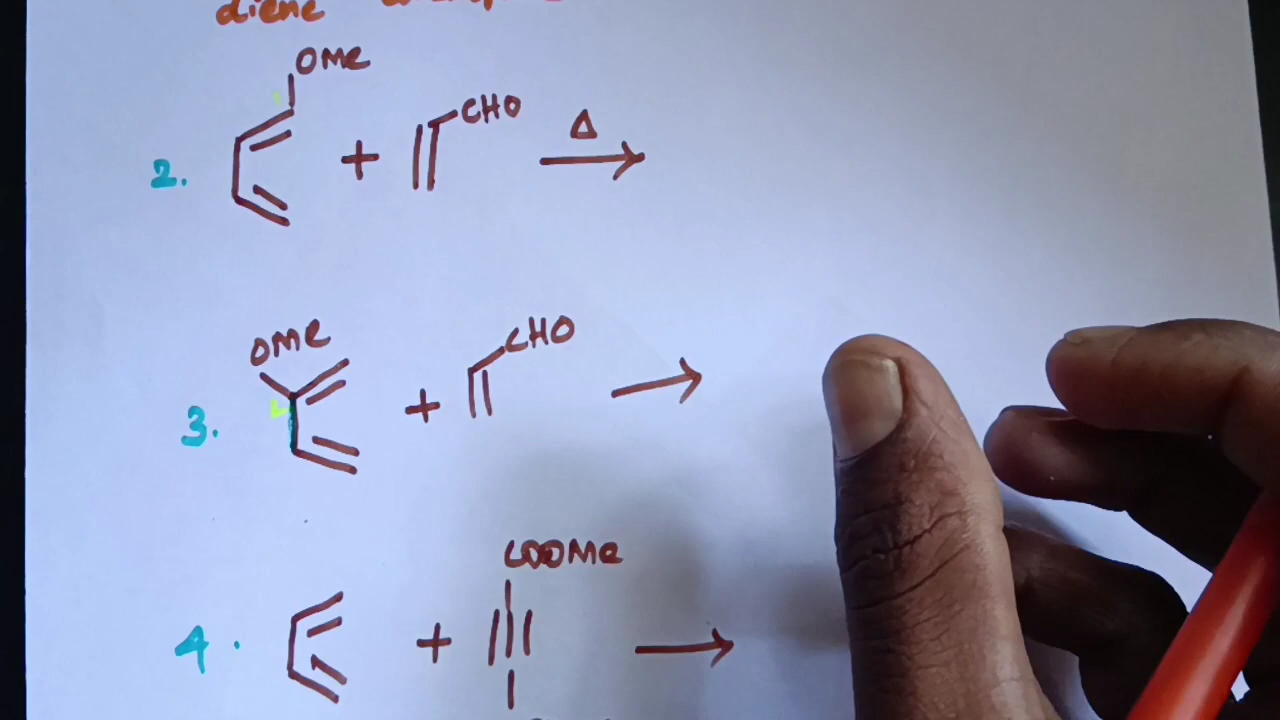 diene
OMe
2. + CHO Δ
OMe
3. + CHO
COOMe
4. +